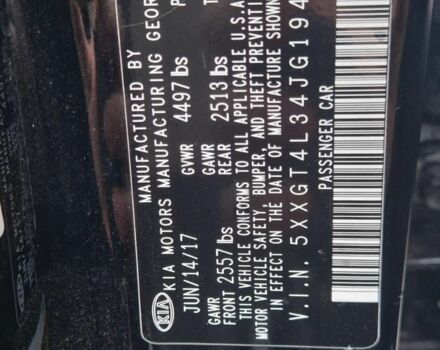 KIA
MANUFACTURED BY
KIA MOTORS MANUFACTURING GEOR
JUN/14/17 GVWR 4497 lbs
GAWR GAWR
FRONT 2557 lbs REAR 2513 lbs
THIS VEHICLE CONFORMS TO ALL APPLICABLE U.S.A
MOTOR VEHICLE SAFETY, BUMPER, AND THEFT PREVENTI
IN EFFECT ON THE DATE OF MANUFACTURE SHOWN
V.I.N. 5XXGT4L34JG194
PASSENGER CAR